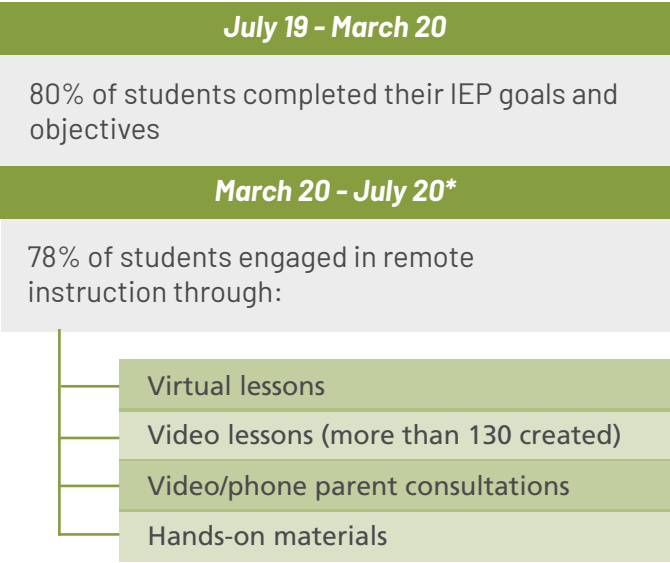 July 19 - March 20
80% of students completed their IEP goals and
objectives
March 20 - July 20*
78% of students engaged in remote
instruction through:
Virtual lessons
Video lessons (more than 130 created)
Video/phone parent consultations
Hands-on materials